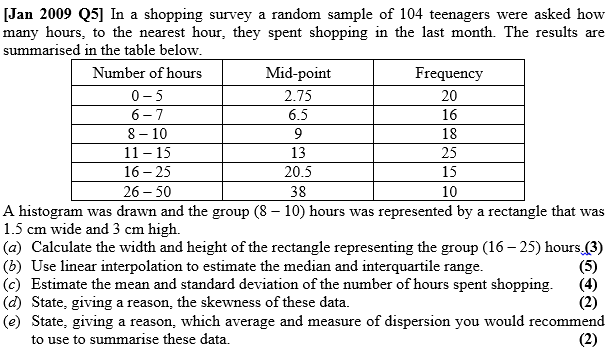 [Jan 2009 Q5] In a shopping survey a random sample of 104 teenagers were asked how
many hours, to the nearest hour, they spent shopping in the last month. The results are
summarised in the table below.
Number of hours Mid-point Frequency
0 – 5 2.75 20
6 – 7 6.5 16
8 – 10 9 18
11 – 15 13 25
16 – 25 20.5 15
26 – 50 38 10
A histogram was drawn and the group (8 – 10) hours was represented by a rectangle that was
1.5 cm wide and 3 cm high.
(a) Calculate the width and height of the rectangle representing the group (16 – 25) hours.(3)
(b) Use linear interpolation to estimate the median and interquartile range. (5)
(c) Estimate the mean and standard deviation of the number of hours spent shopping. (4)
(d) State, giving a reason, the skewness of these data. (2)
(e) State, giving a reason, which average and measure of dispersion you would recommend
to use to summarise these data. (2)